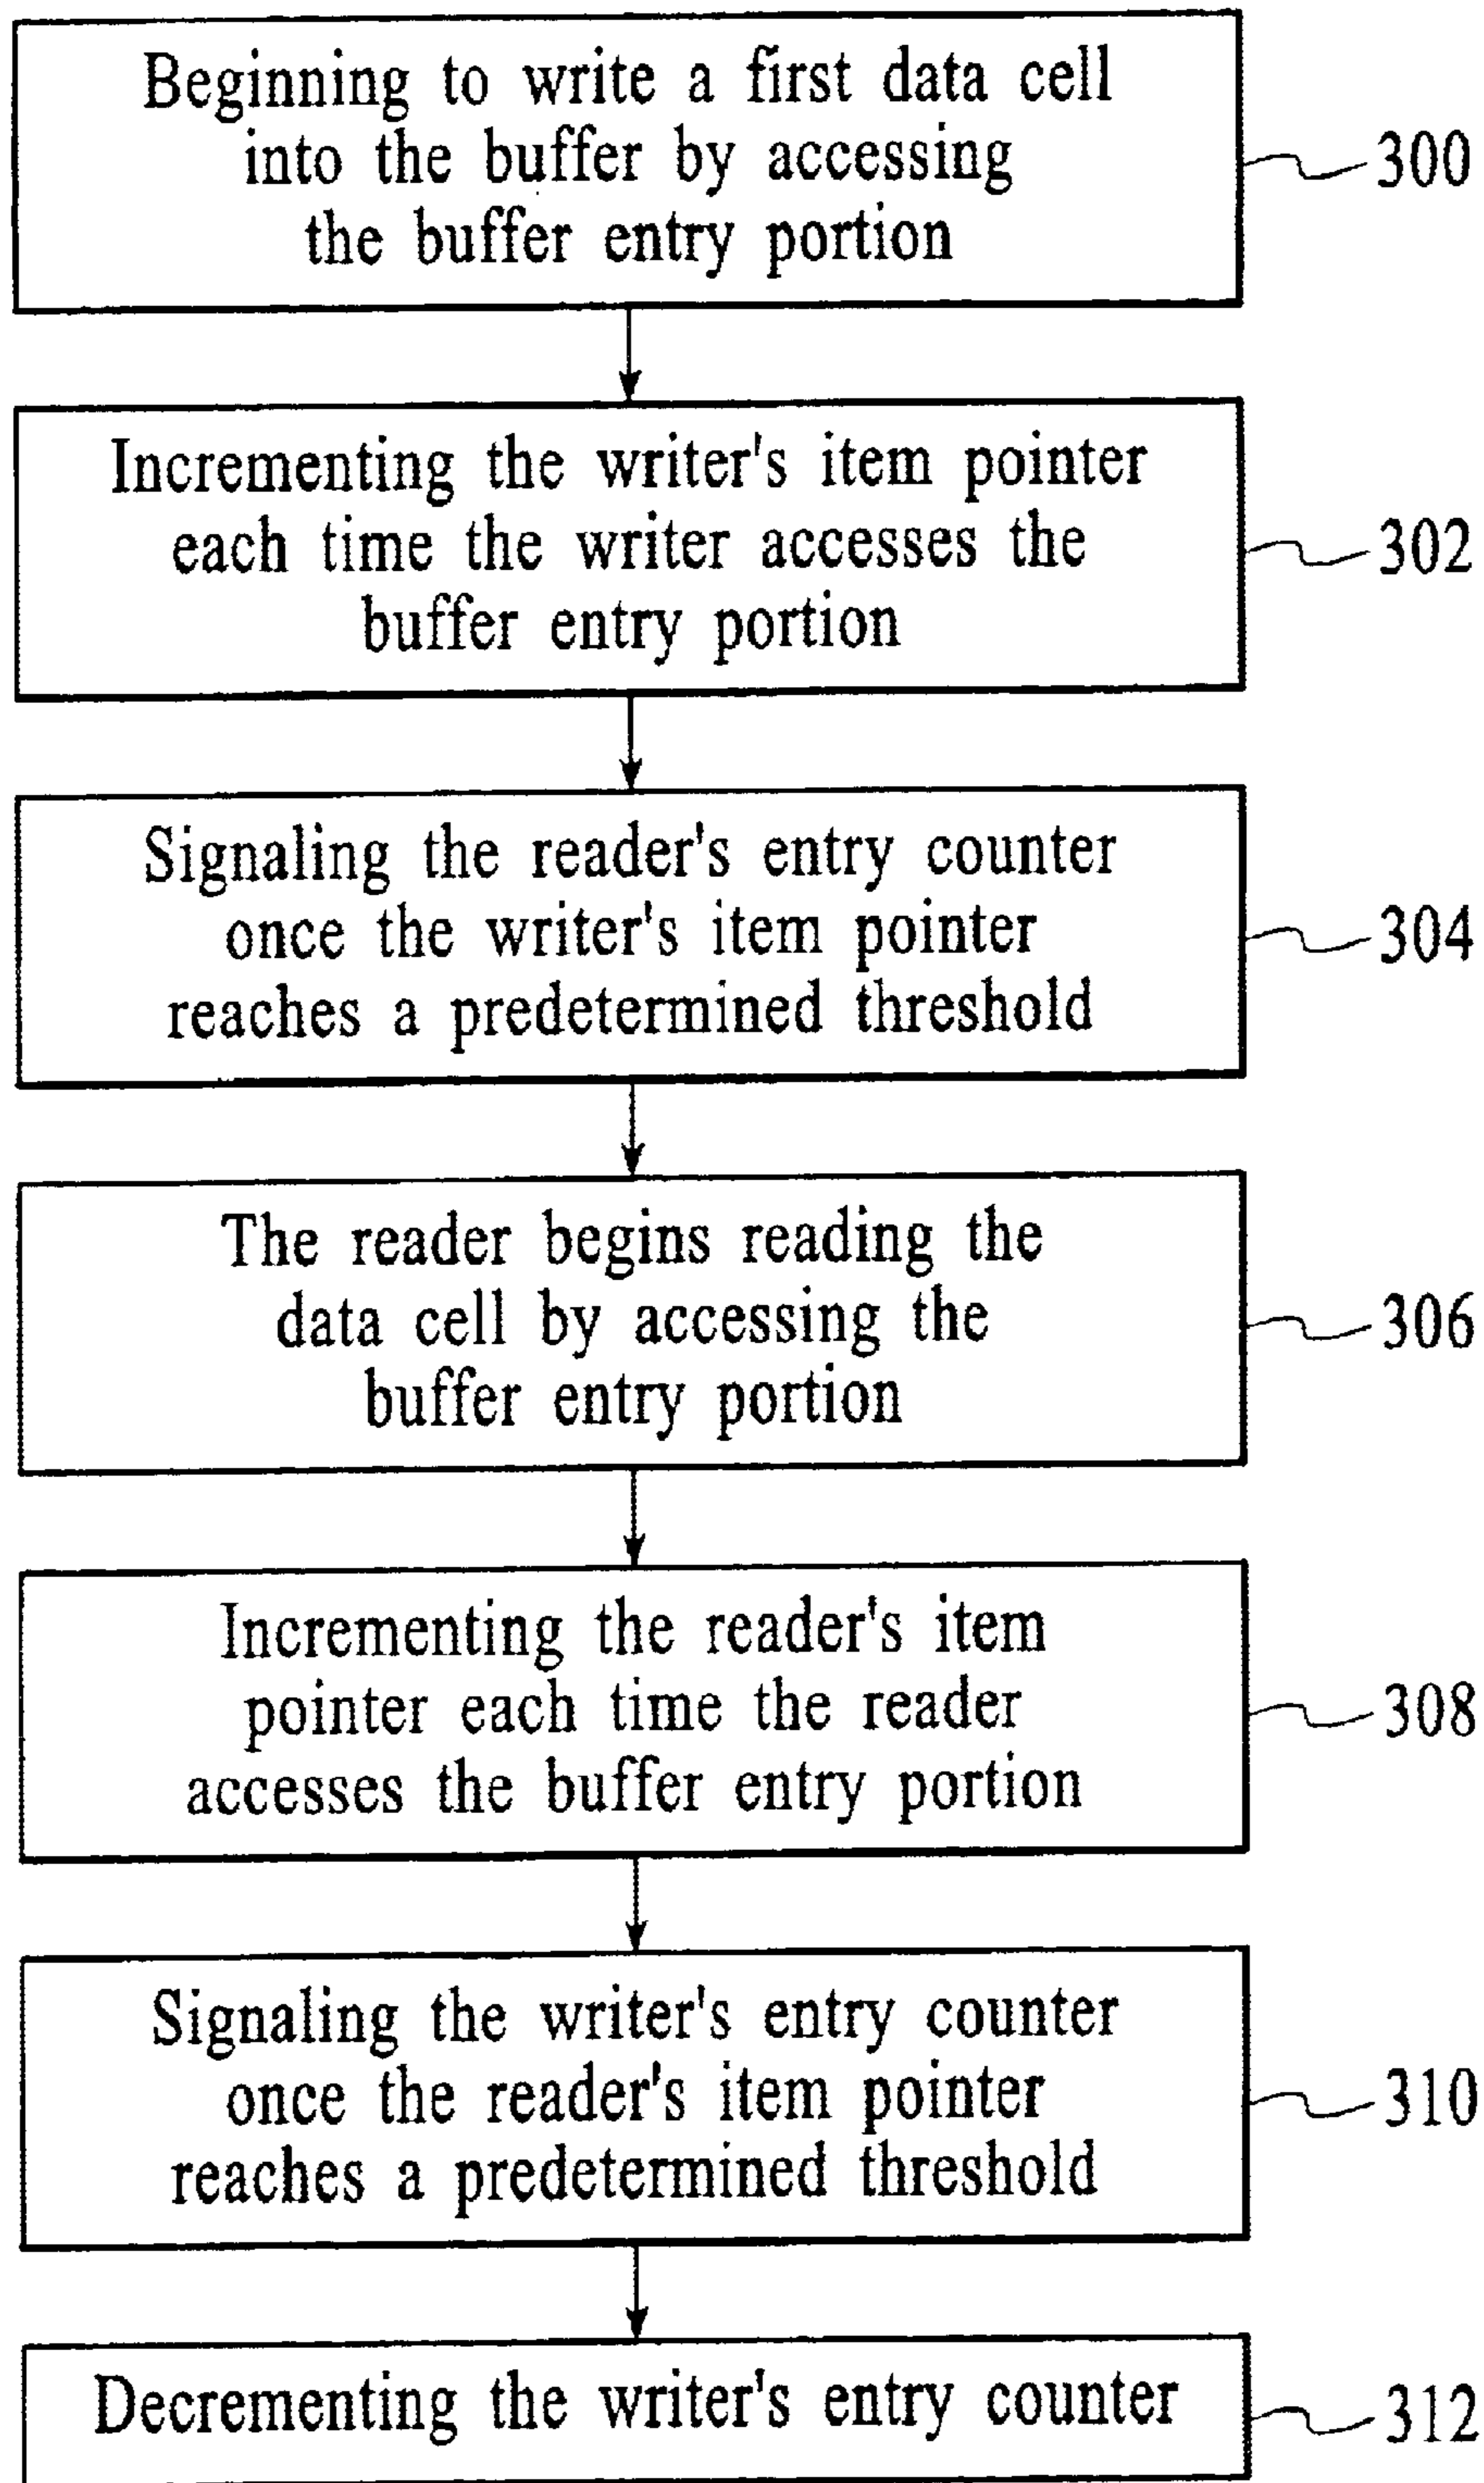 Beginning to write a first data cell
into the buffer by accessing
the buffer entry portion
300
Incrementing the writer's item pointer
each time the writer accesses the
buffer entry portion
302
Signaling the reader's entry counter
once the writer's item pointer
reaches a predetermined threshold
304
The reader begins reading the
data cell by accessing the
buffer entry portion
306
Incrementing the reader's item
pointer each time the reader
accesses the buffer entry portion
308
Signaling the writer's entry counter
once the reader's item pointer
reaches a predetermined threshold
310
Decrementing the writer's entry counter
312